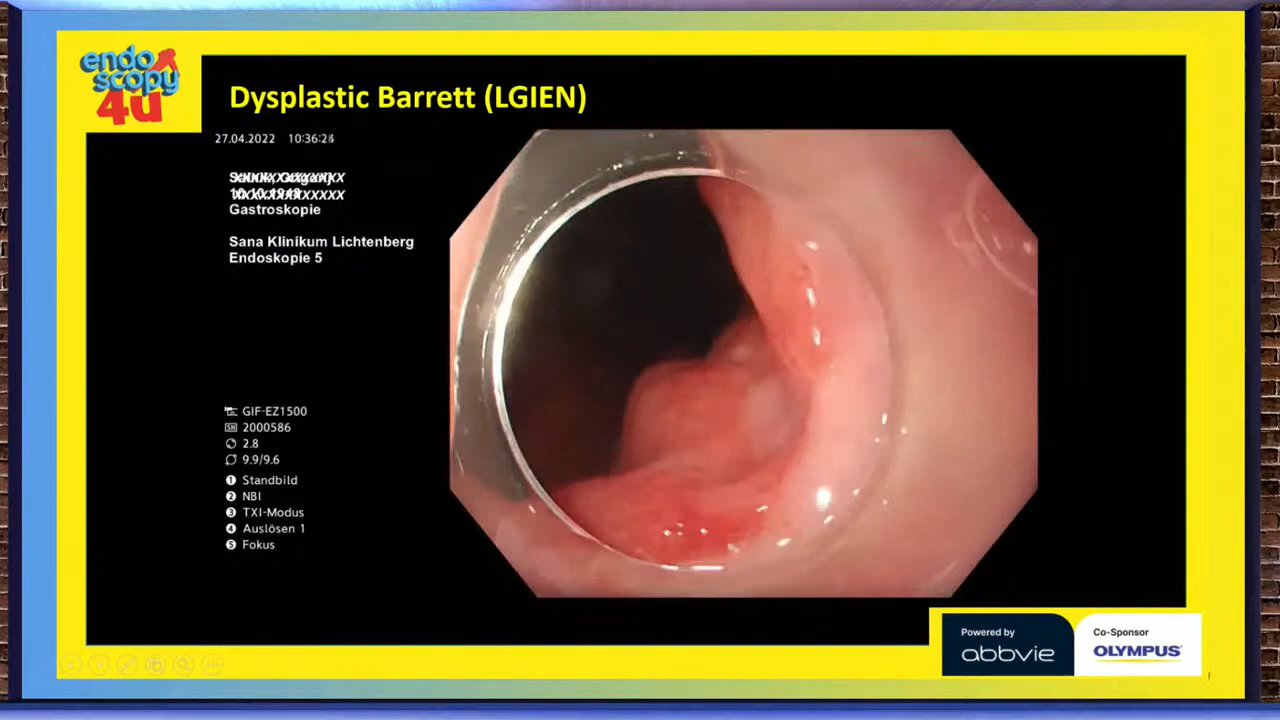 endo
scopy
4u
Dysplastic Barrett (LGIEN)
27.04.2022 10:36:24
Gastroskopie
Sana Klinikum Lichtenberg
Endoskopie 5
GIF-EZ1500
SN 2000586
2.8
9.9/9.6
1 Standbild
2 NBI
3 TXI-Modus
4 Auslösen 1
5 Fokus
Powered by
abbvie
Co-Sponsor
OLYMPUS